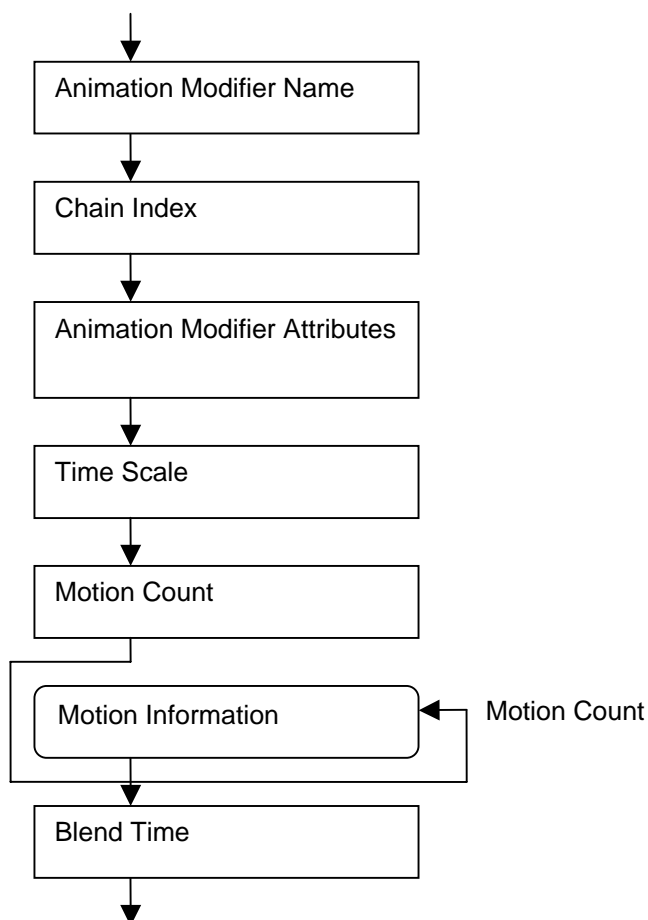 Animation Modifier Name
Chain Index
Animation Modifier Attributes
Time Scale
Motion Count
Motion Information
Motion Count
Blend Time